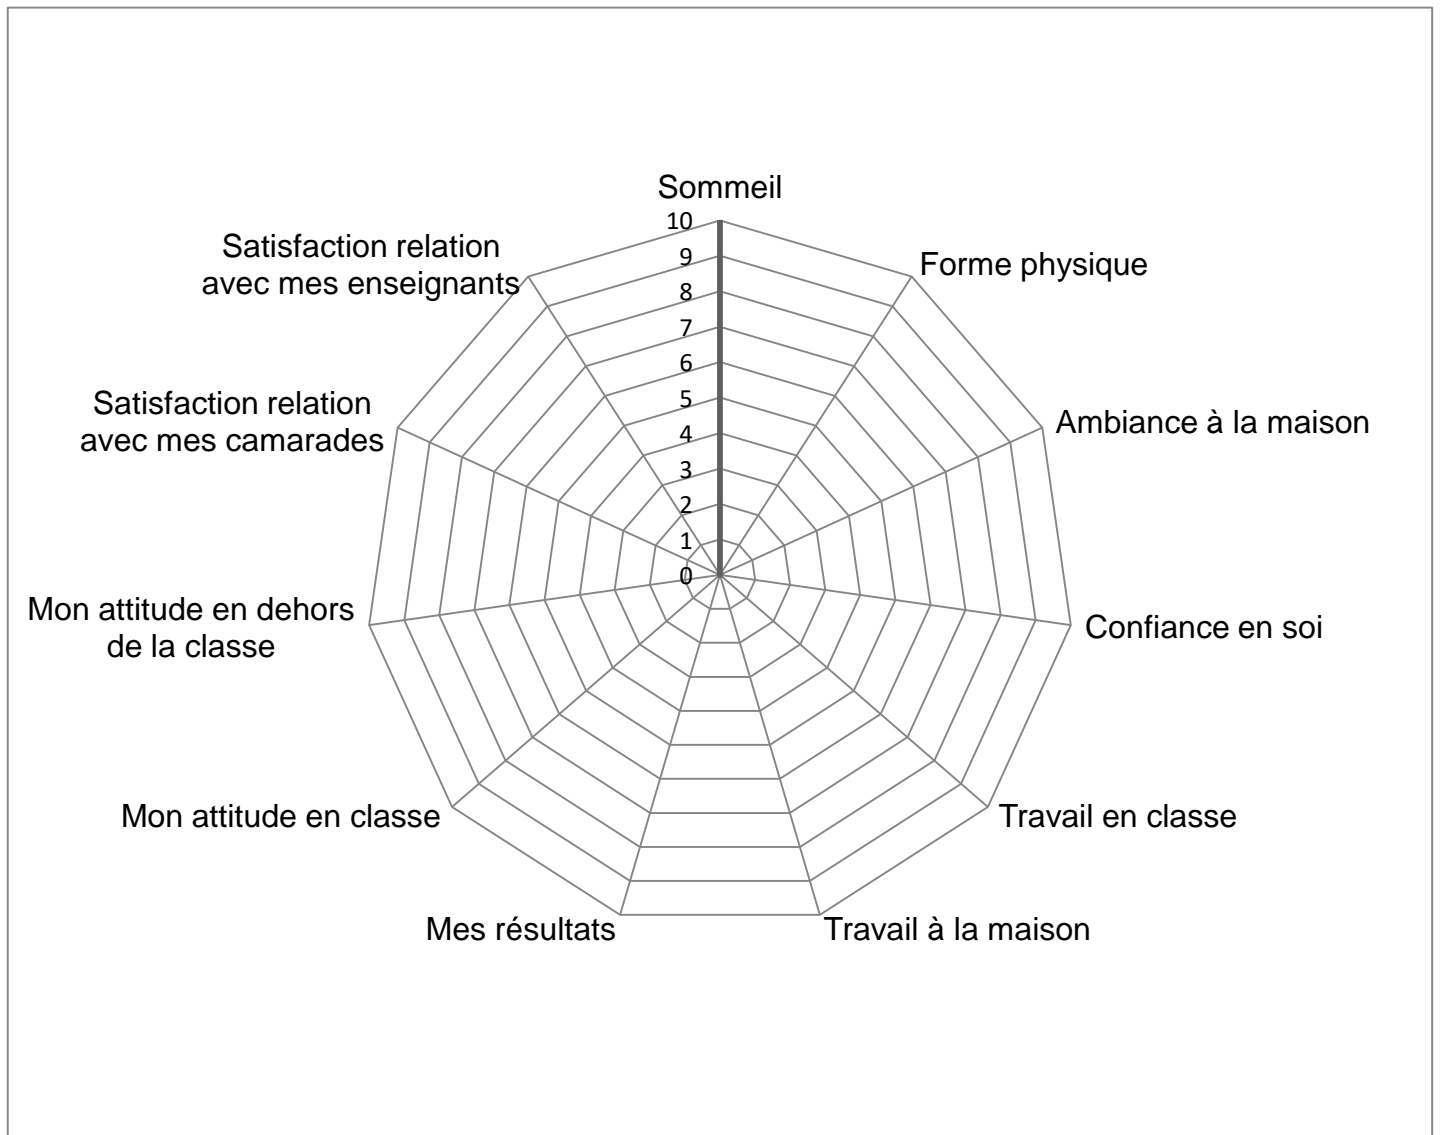 Sommeil
10
9
8
7
6
5
4
3
2
1
0
Forme physique
Ambiance à la maison
Confiance en soi
Travail en classe
Travail à la maison
Mes résultats
Mon attitude en classe
Mon attitude en dehors
de la classe
Satisfaction relation
avec mes camarades
Satisfaction relation
avec mes enseignants